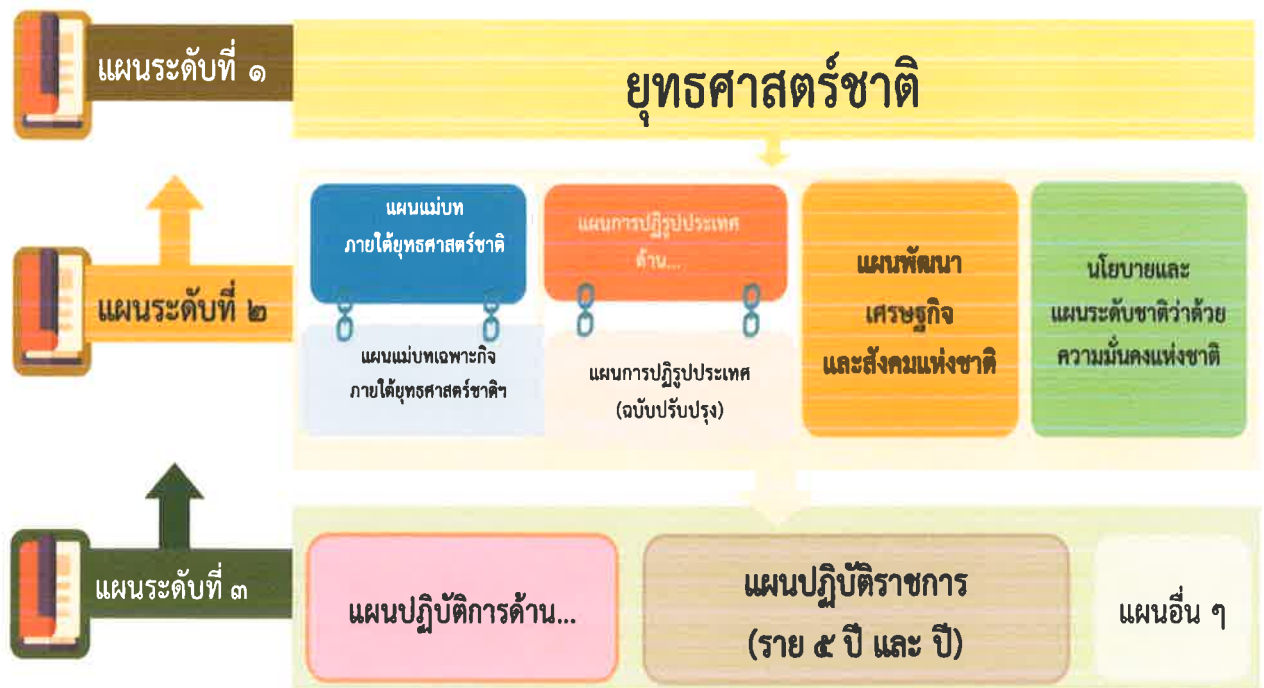 แผนระดับที่ ๑
ยุทธศาสตร์ชาติ
แผนระดับที่ ๒
แผนแม่บท
ภายใต้ยุทธศาสตร์ชาติ
แผนแม่บทเฉพาะกิจ
ภายใต้ยุทธศาสตร์ชาติฯ
แผนการปฏิรูปประเทศ
ด้าน...
แผนการปฏิรูปประเทศ
(ฉบับปรับปรุง)
แผนพัฒนา
เศรษฐกิจ
และสังคมแห่งชาติ
นโยบายและ
แผนระดับชาติว่าด้วย
ความมั่นคงแห่งชาติ
แผนระดับที่ ๓
แผนปฏิบัติการด้าน...
แผนปฏิบัติราชการ
(ราย ๕ ปี และ ปี)
แผนอื่น ๆ